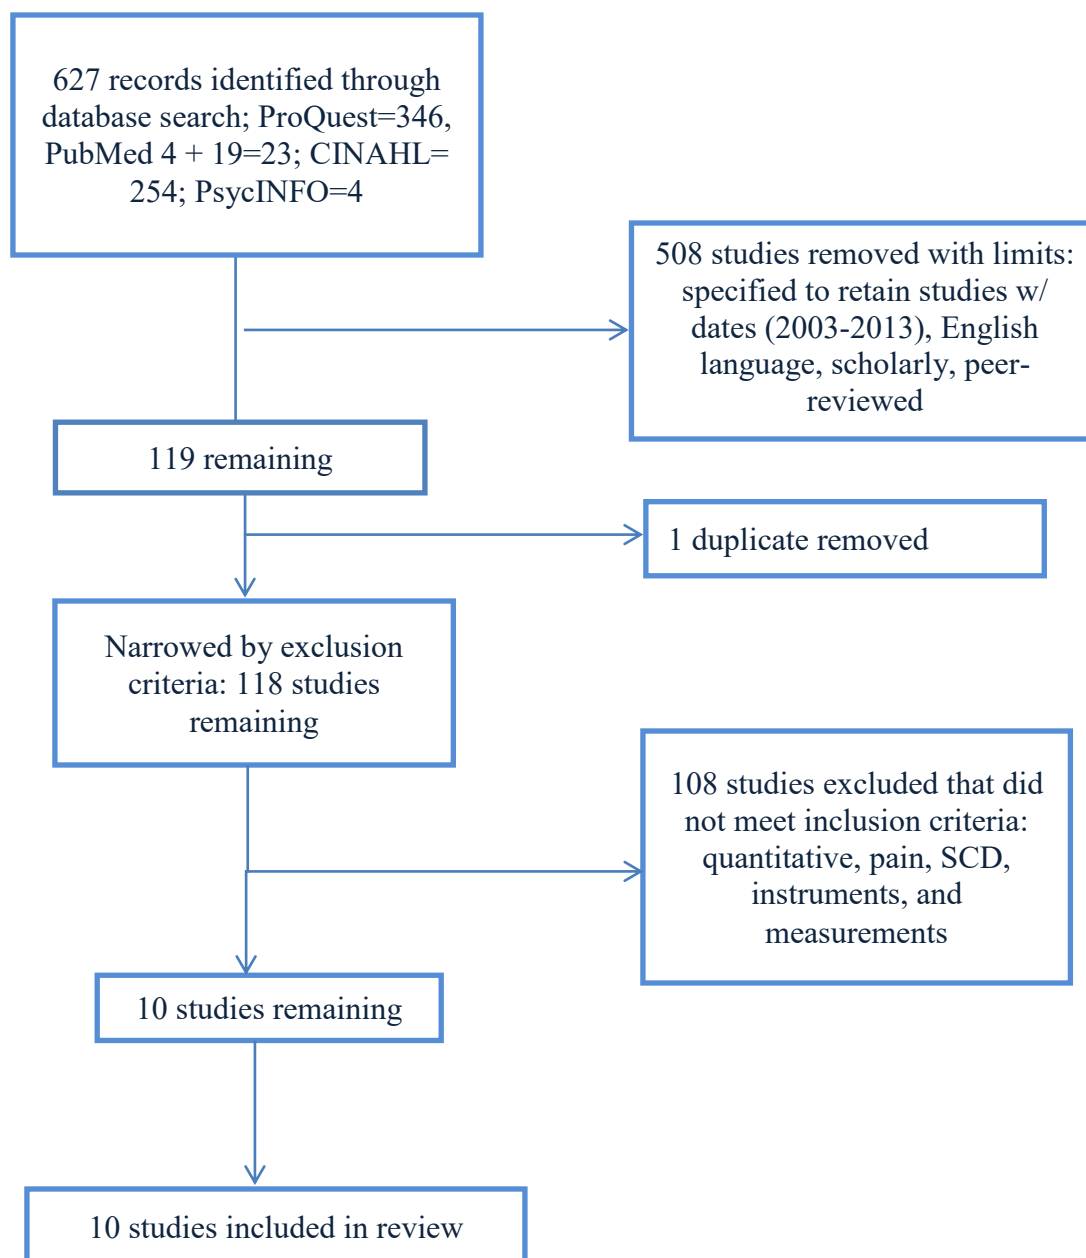 627 records identified through
database search; ProQuest=346,
PubMed 4 + 19=23; CINAHL=
254; PsycINFO=4
508 studies removed with limits:
specified to retain studies w/
dates (2003-2013), English
language, scholarly, peer-
reviewed
119 remaining
1 duplicate removed
Narrowed by exclusion
criteria: 118 studies
remaining
108 studies excluded that did
not meet inclusion criteria:
quantitative, pain, SCD,
instruments, and
measurements
10 studies remaining
10 studies included in review